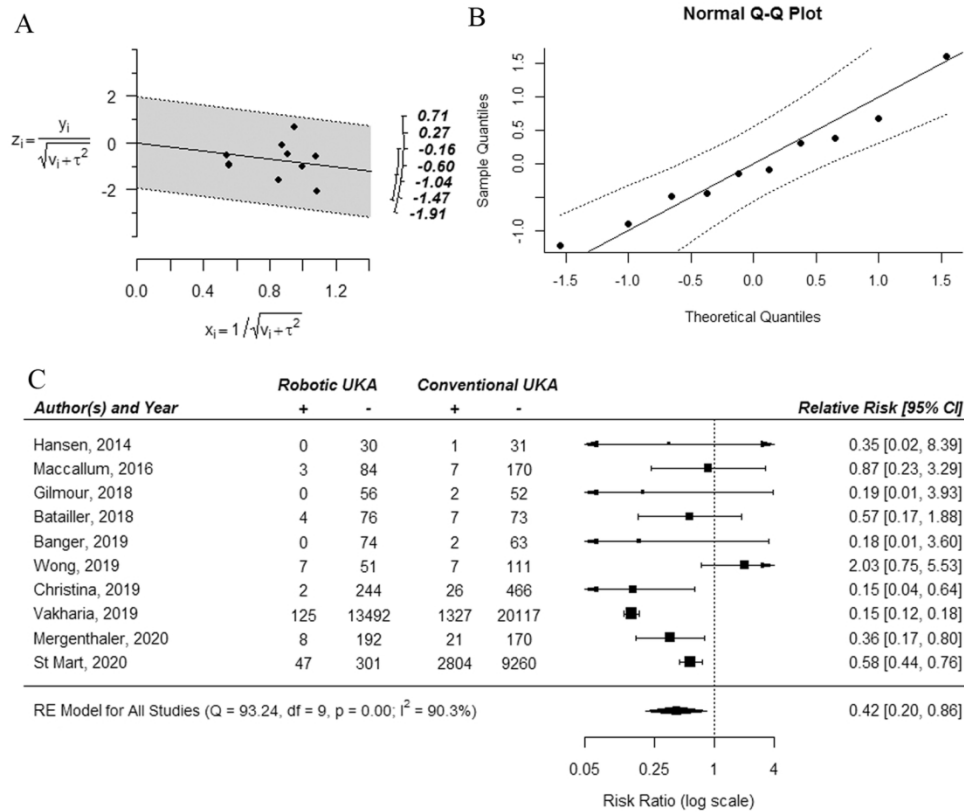 A
z_i = y_i / √(v_i + τ²)
2
0
-2
0.71
0.27
-0.16
-0.60
-1.04
-1.47
-1.91
0.0 0.4 0.8 1.2
x_i = 1 / √(v_i + τ²)
B
Normal Q-Q Plot
Sample Quantiles
1.5
0.5
0.0
-1.0
-1.5 -0.5 0.0 0.5 1.0 1.5
Theoretical Quantiles
C
Robotic UKA Conventional UKA
Author(s) and Year + - + - Relative Risk [95% CI]
Hansen, 2014 0 30 1 31 0.35 [0.02, 8.39]
Maccallum, 2016 3 84 7 170 0.87 [0.23, 3.29]
Gilmour, 2018 0 56 2 52 0.19 [0.01, 3.93]
Batailler, 2018 4 76 7 73 0.57 [0.17, 1.88]
Banger, 2019 0 74 2 63 0.18 [0.01, 3.60]
Wong, 2019 7 51 7 111 2.03 [0.75, 5.53]
Christina, 2019 2 244 26 466 0.15 [0.04, 0.64]
Vakharia, 2019 125 13492 1327 20117 0.15 [0.12, 0.18]
Mergenthaler, 2020 8 192 21 170 0.36 [0.17, 0.80]
St Mart, 2020 47 301 2804 9260 0.58 [0.44, 0.76]
RE Model for All Studies (Q = 93.24, df = 9, p = 0.00; I² = 90.3%) 0.42 [0.20, 0.86]
0.05 0.25 1 4
Risk Ratio (log scale)